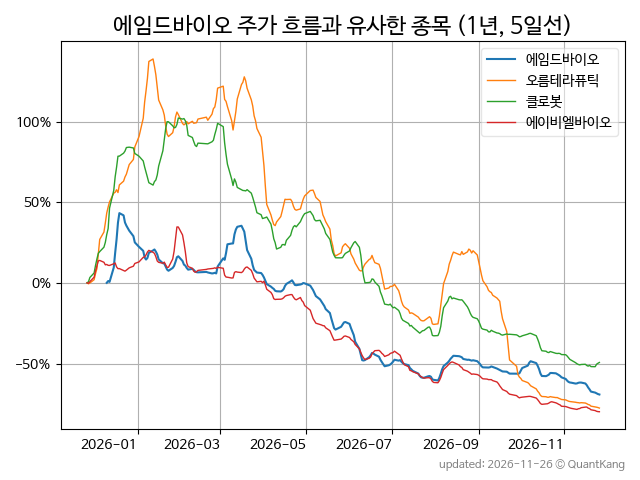 에임드바이오 주가 흐름과 유사한 종목 (1년, 5일선)
에임드바이오
오름테라퓨틱
클로봇
에이비엘바이오
100%
50%
0%
−50%
2026-01
2026-03
2026-05
2026-07
2026-09
2026-11
updated: 2026-11-26 ⓒ QuantKang